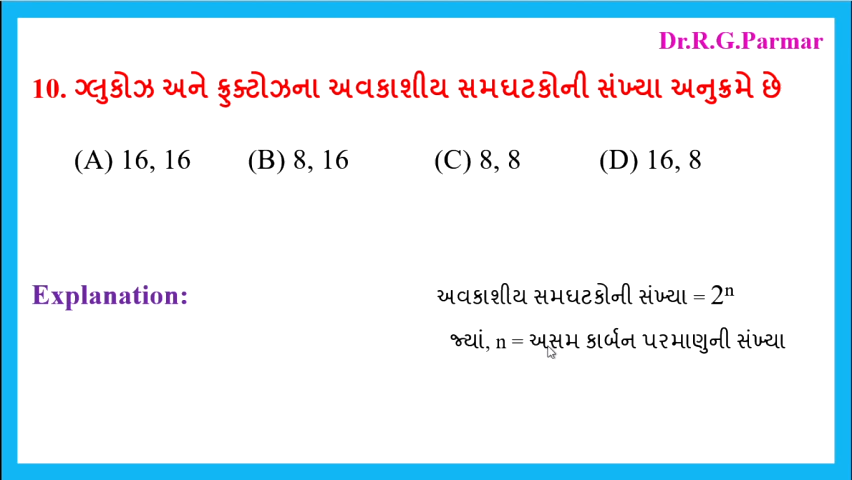 Dr.R.G.Parmar
10. ગ્લુકોઝ અને ફ્રુક્ટોઝના અવકાશીય સમઘટકોની સંખ્યા અનુક્રમે છે
(A) 16, 16 (B) 8, 16 (C) 8, 8 (D) 16, 8
Explanation: અવકાશીય સમઘટકોની સંખ્યા = 2ⁿ
જ્યાં, n = અસમ કાર્બન પરમાણુની સંખ્યા